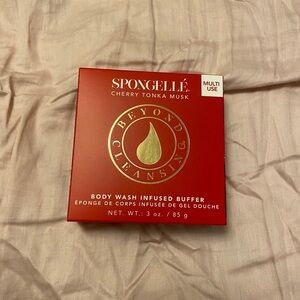 SPONGELLÉ
CHERRY TONKA MUSK
MULTI
USE
BEYOND
CLEANSING
BODY WASH INFUSED BUFFER
ÉPONGE DE CORPS INFUSÉE DE GEL DOUCHE
NET. WT.: 3 oz. / 85 g